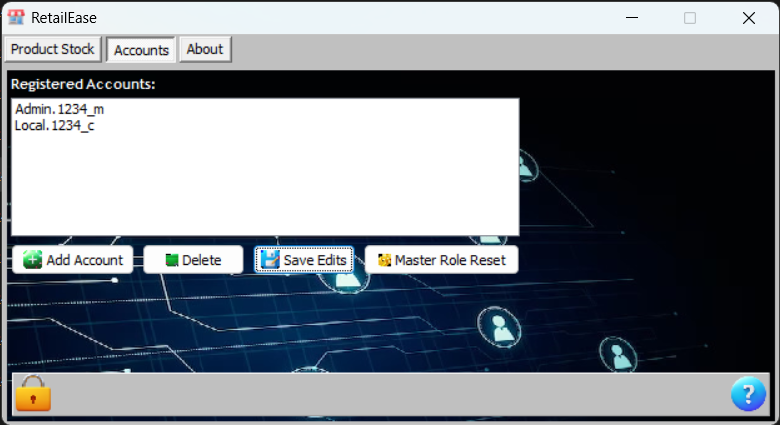 RetailEase
Product Stock Accounts About
Registered Accounts:
Admin.1234_m
Local.1234_c
Add Account Delete Save Edits Master Role Reset
?